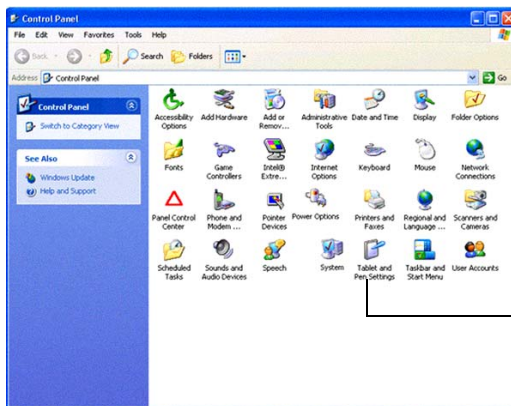 Control Panel
File Edit View Favorites Tools Help
Back Search Folders
Address Control Panel Go
Control Panel
Switch to Category View
See Also
Windows Update
Help and Support
Accessibility Options
Add Hardware
Add or Remov...
Administrative Tools
Date and Time
Display
Folder Options
Fonts
Game Controllers
Intel® Extre...
Internet Options
Keyboard
Mouse
Network Connections
Panel Control Center
Phone and Modem ...
Pointer Devices
Power Options
Printers and Faxes
Regional and Language ...
Scanners and Cameras
Scheduled Tasks
Sounds and Audio Devices
Speech
System
Tablet and Pen Settings
Taskbar and Start Menu
User Accounts